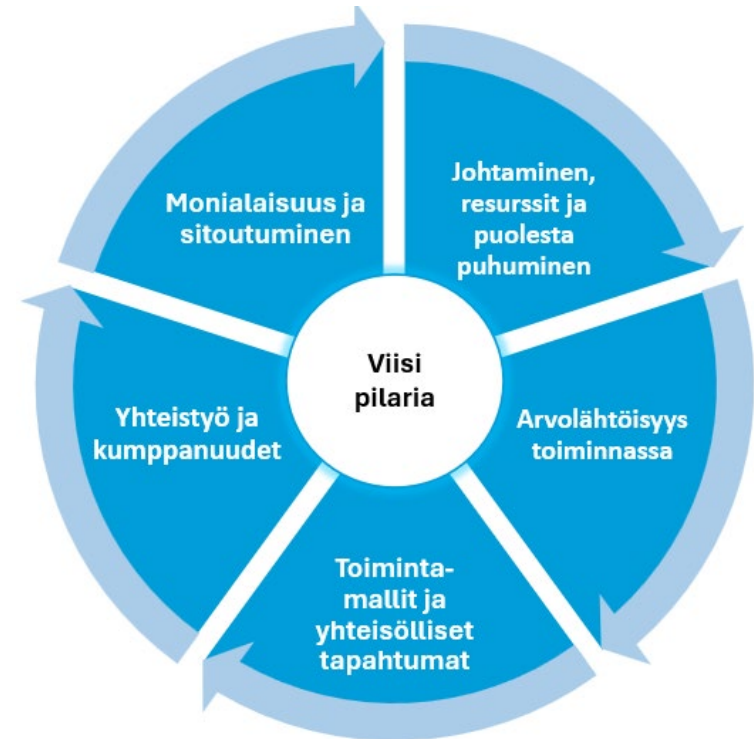 Monialaisuus ja
sitoutuminen
Johtaminen,
resurssit ja
puolesta
puhuminen
Viisi
pilaria
Yhteistyö ja
kumppanuudet
Arvolähtöisyys
toiminnassa
Toiminta-
mallit ja
yhteisölliset
tapahtumat